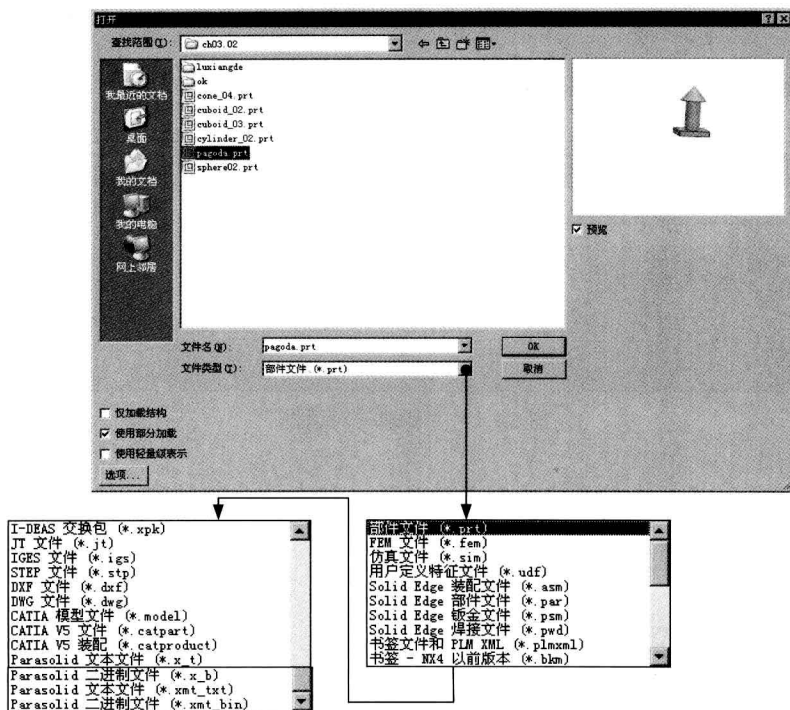 打开
查找范围(I): ch03.02
我最近的文档
桌面
我的文档
我的电脑
网上邻居
luxiangde
ok
cone_04.prt
cuboid_02.prt
cuboid_03.prt
cylinder_02.prt
pagoda.prt
sphere02.prt
预览
文件名(N): pagoda.prt OK
文件类型(T): 部件文件 (*.prt) 取消
仅加载结构
使用部分加载
使用轻量级表示
选项...
I-DEAS 交换包 (*.xpk)
JT 文件 (*.jt)
IGES 文件 (*.igs)
STEP 文件 (*.stp)
DXF 文件 (*.dxf)
DWG 文件 (*.dwg)
CATIA 模型文件 (*.model)
CATIA V5 文件 (*.catpart)
CATIA V5 装配 (*.catproduct)
Parasolid 文本文件 (*.x_t)
Parasolid 二进制文件 (*.x_b)
Parasolid 文本文件 (*.xmt_txt)
Parasolid 二进制文件 (*.xmt_bin)
部件文件 (*.prt)
FEM 文件 (*.fem)
仿真文件 (*.sim)
用户定义特征文件 (*.udf)
Solid Edge 装配文件 (*.asm)
Solid Edge 部件文件 (*.par)
Solid Edge 钣金文件 (*.psm)
Solid Edge 焊接文件 (*.pwd)
书签文件和 PLM XML (*.plmxml)
书签 - NX4 以前版本 (*.bkm)